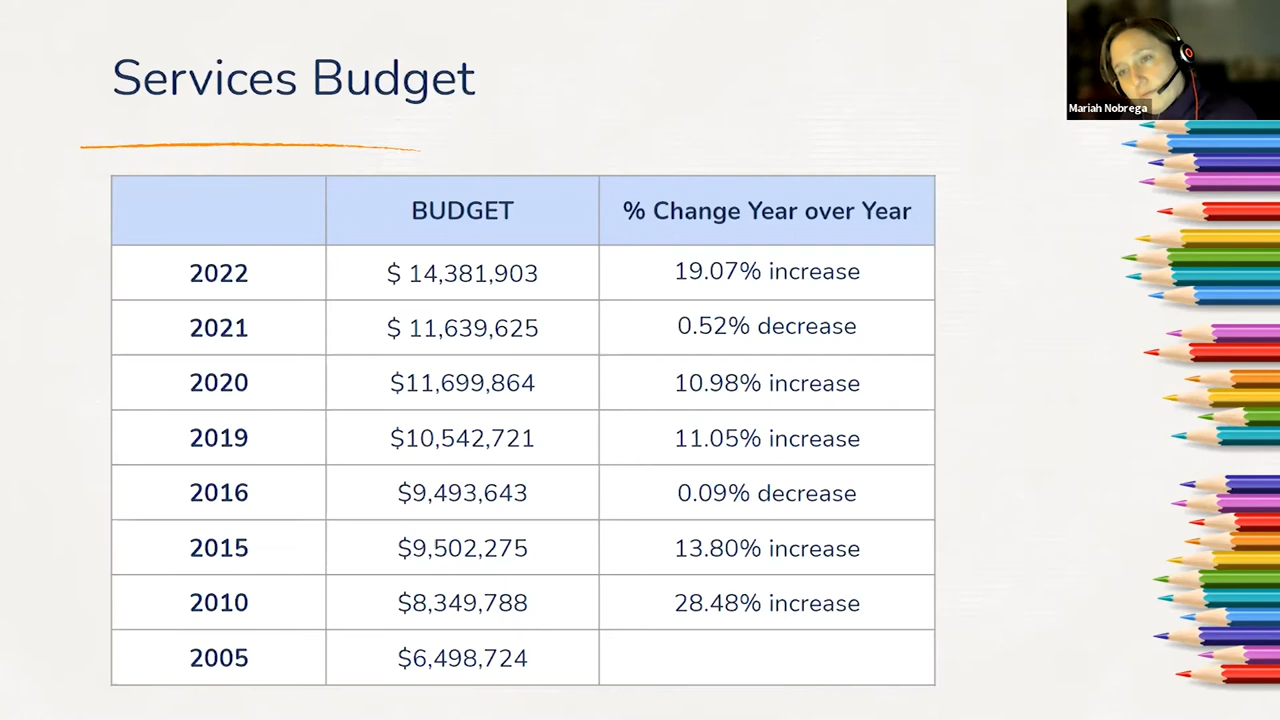 Services Budget
Mariah Nobrega
BUDGET % Change Year over Year
2022 $ 14,381,903 19.07% increase
2021 $ 11,639,625 0.52% decrease
2020 $11,699,864 10.98% increase
2019 $10,542,721 11.05% increase
2016 $9,493,643 0.09% decrease
2015 $9,502,275 13.80% increase
2010 $8,349,788 28.48% increase
2005 $6,498,724